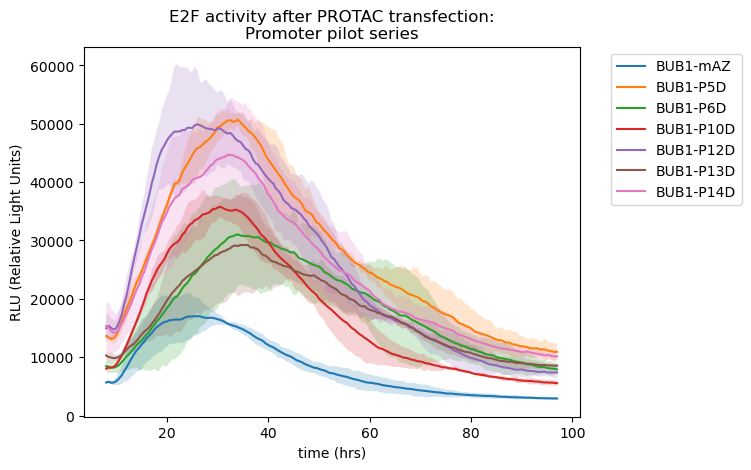 E2F activity after PROTAC transfection:
Promoter pilot series
RLU (Relative Light Units)
60000
50000
40000
30000
20000
10000
0
20
40
60
80
100
time (hrs)
BUB1-mAZ
BUB1-P5D
BUB1-P6D
BUB1-P10D
BUB1-P12D
BUB1-P13D
BUB1-P14D